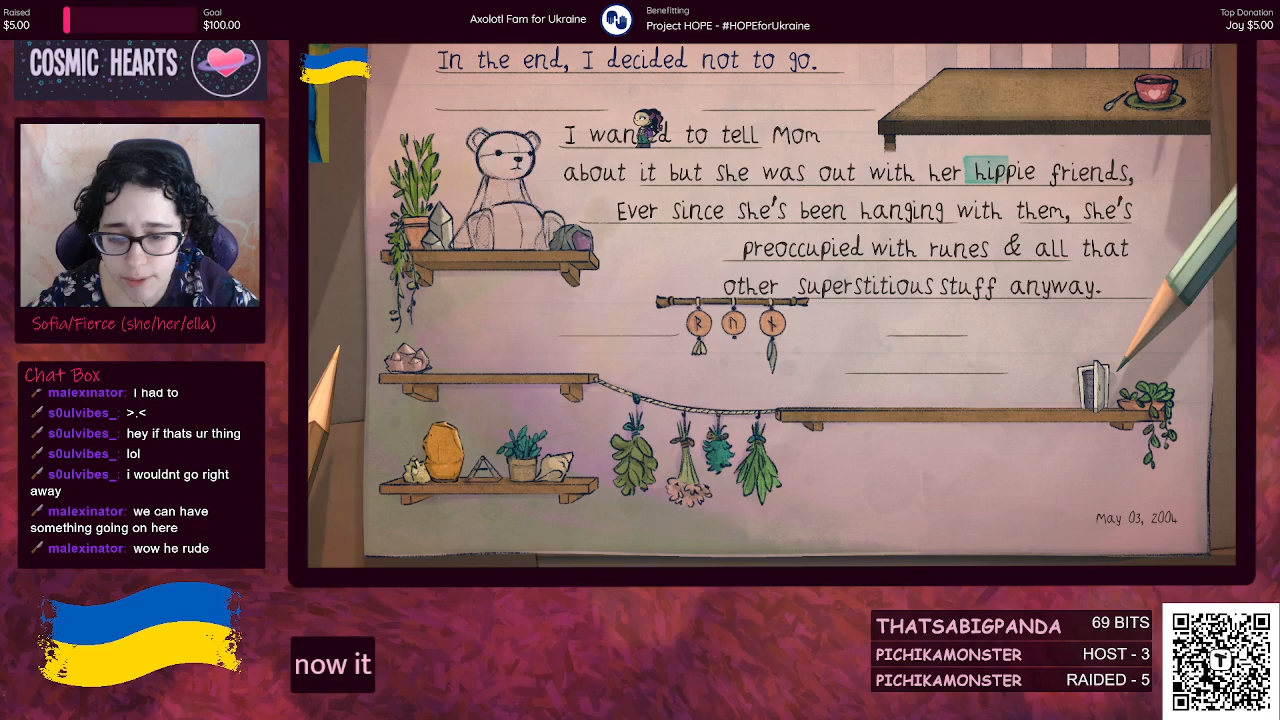 Raised
$5.00
Goal
$100.00
Axolotl Fam for Ukraine
Benefitting
Project HOPE - #HOPEforUkraine
Top Donation
Joy $5.00
COSMIC HEARTS
Sofia/Fierce (she/her/ella)
Chat Box
malexinator: I had to
s0ulvibes_: >.<
s0ulvibes_: hey if thats ur thing
s0ulvibes_: lol
s0ulvibes_: i wouldnt go right
away
malexinator: we can have
something going on here
malexinator: wow he rude
In the end, I decided not to go.
I wanted to tell Mom
about it but she was out with her hippie friends,
Ever since she's been hanging with them, she's
preoccupied with runes & all that
other superstitious stuff anyway.
R U N
May 03, 2004
now it
THATSABIGPANDA 69 BITS
PICHIKAMONSTER HOST - 3
PICHIKAMONSTER RAIDED - 5
T